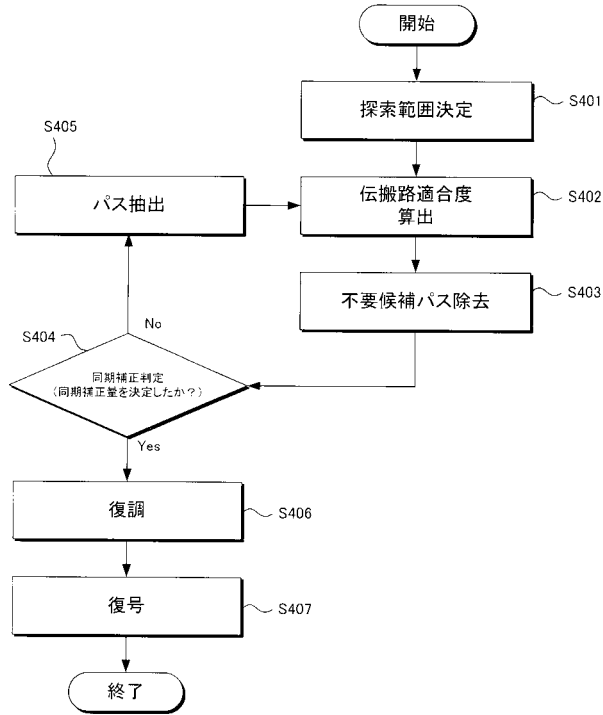 開始
探索範囲決定
S401
S405
パス抽出
伝搬路適合度
算出
S402
不要候補パス除去
S403
No
S404
同期補正判定
(同期補正量を決定したか？)
Yes
復調
S406
復号
S407
終了